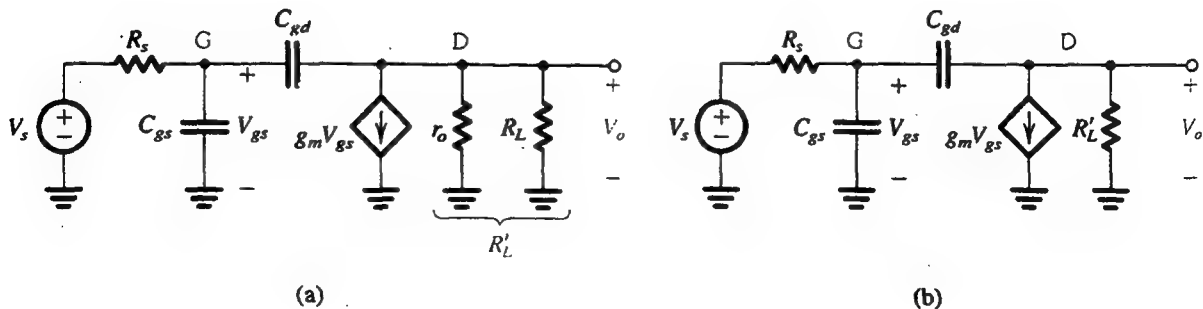 C_gd
R_s
G
D
+
V_s
+
−
C_gs
V_gs
−
g_m V_gs
r_o
R_L
+
V_o
−
R'_L
(a)
C_gd
R_s
G
D
+
V_s
+
−
C_gs
V_gs
−
g_m V_gs
R'_L
+
V_o
−
(b)